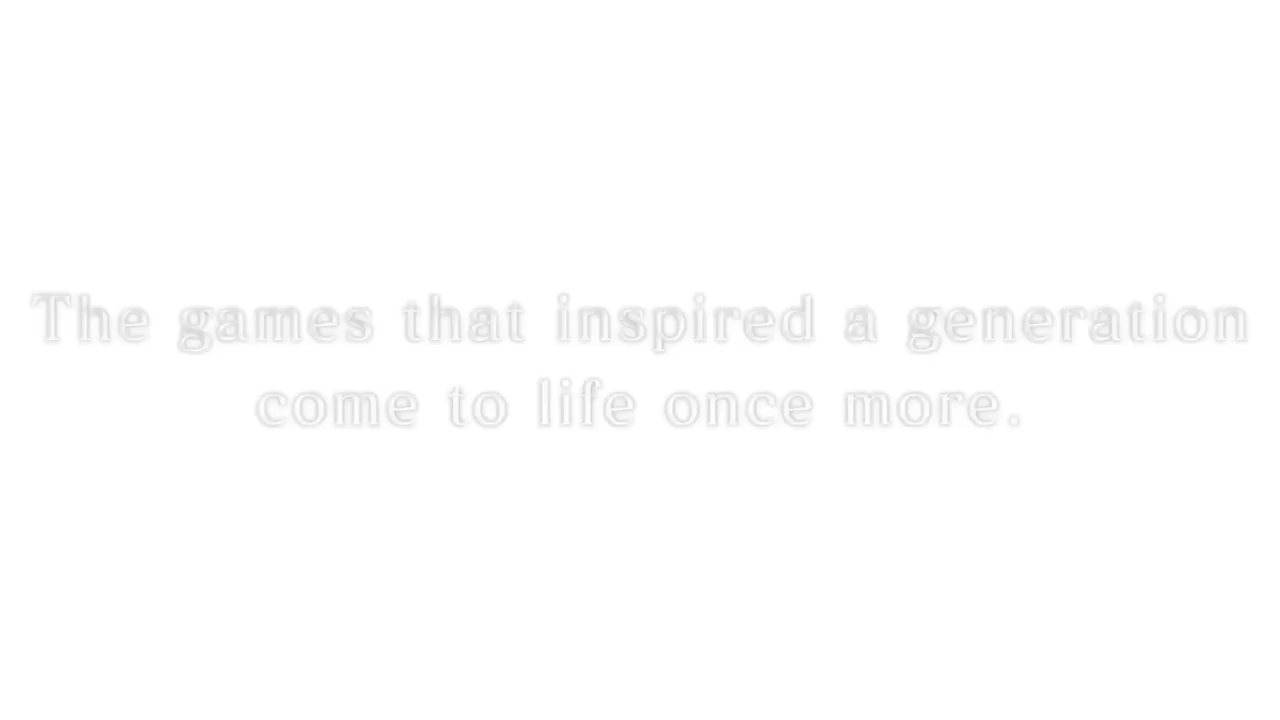 The games that inspired a generation
come to life once more.